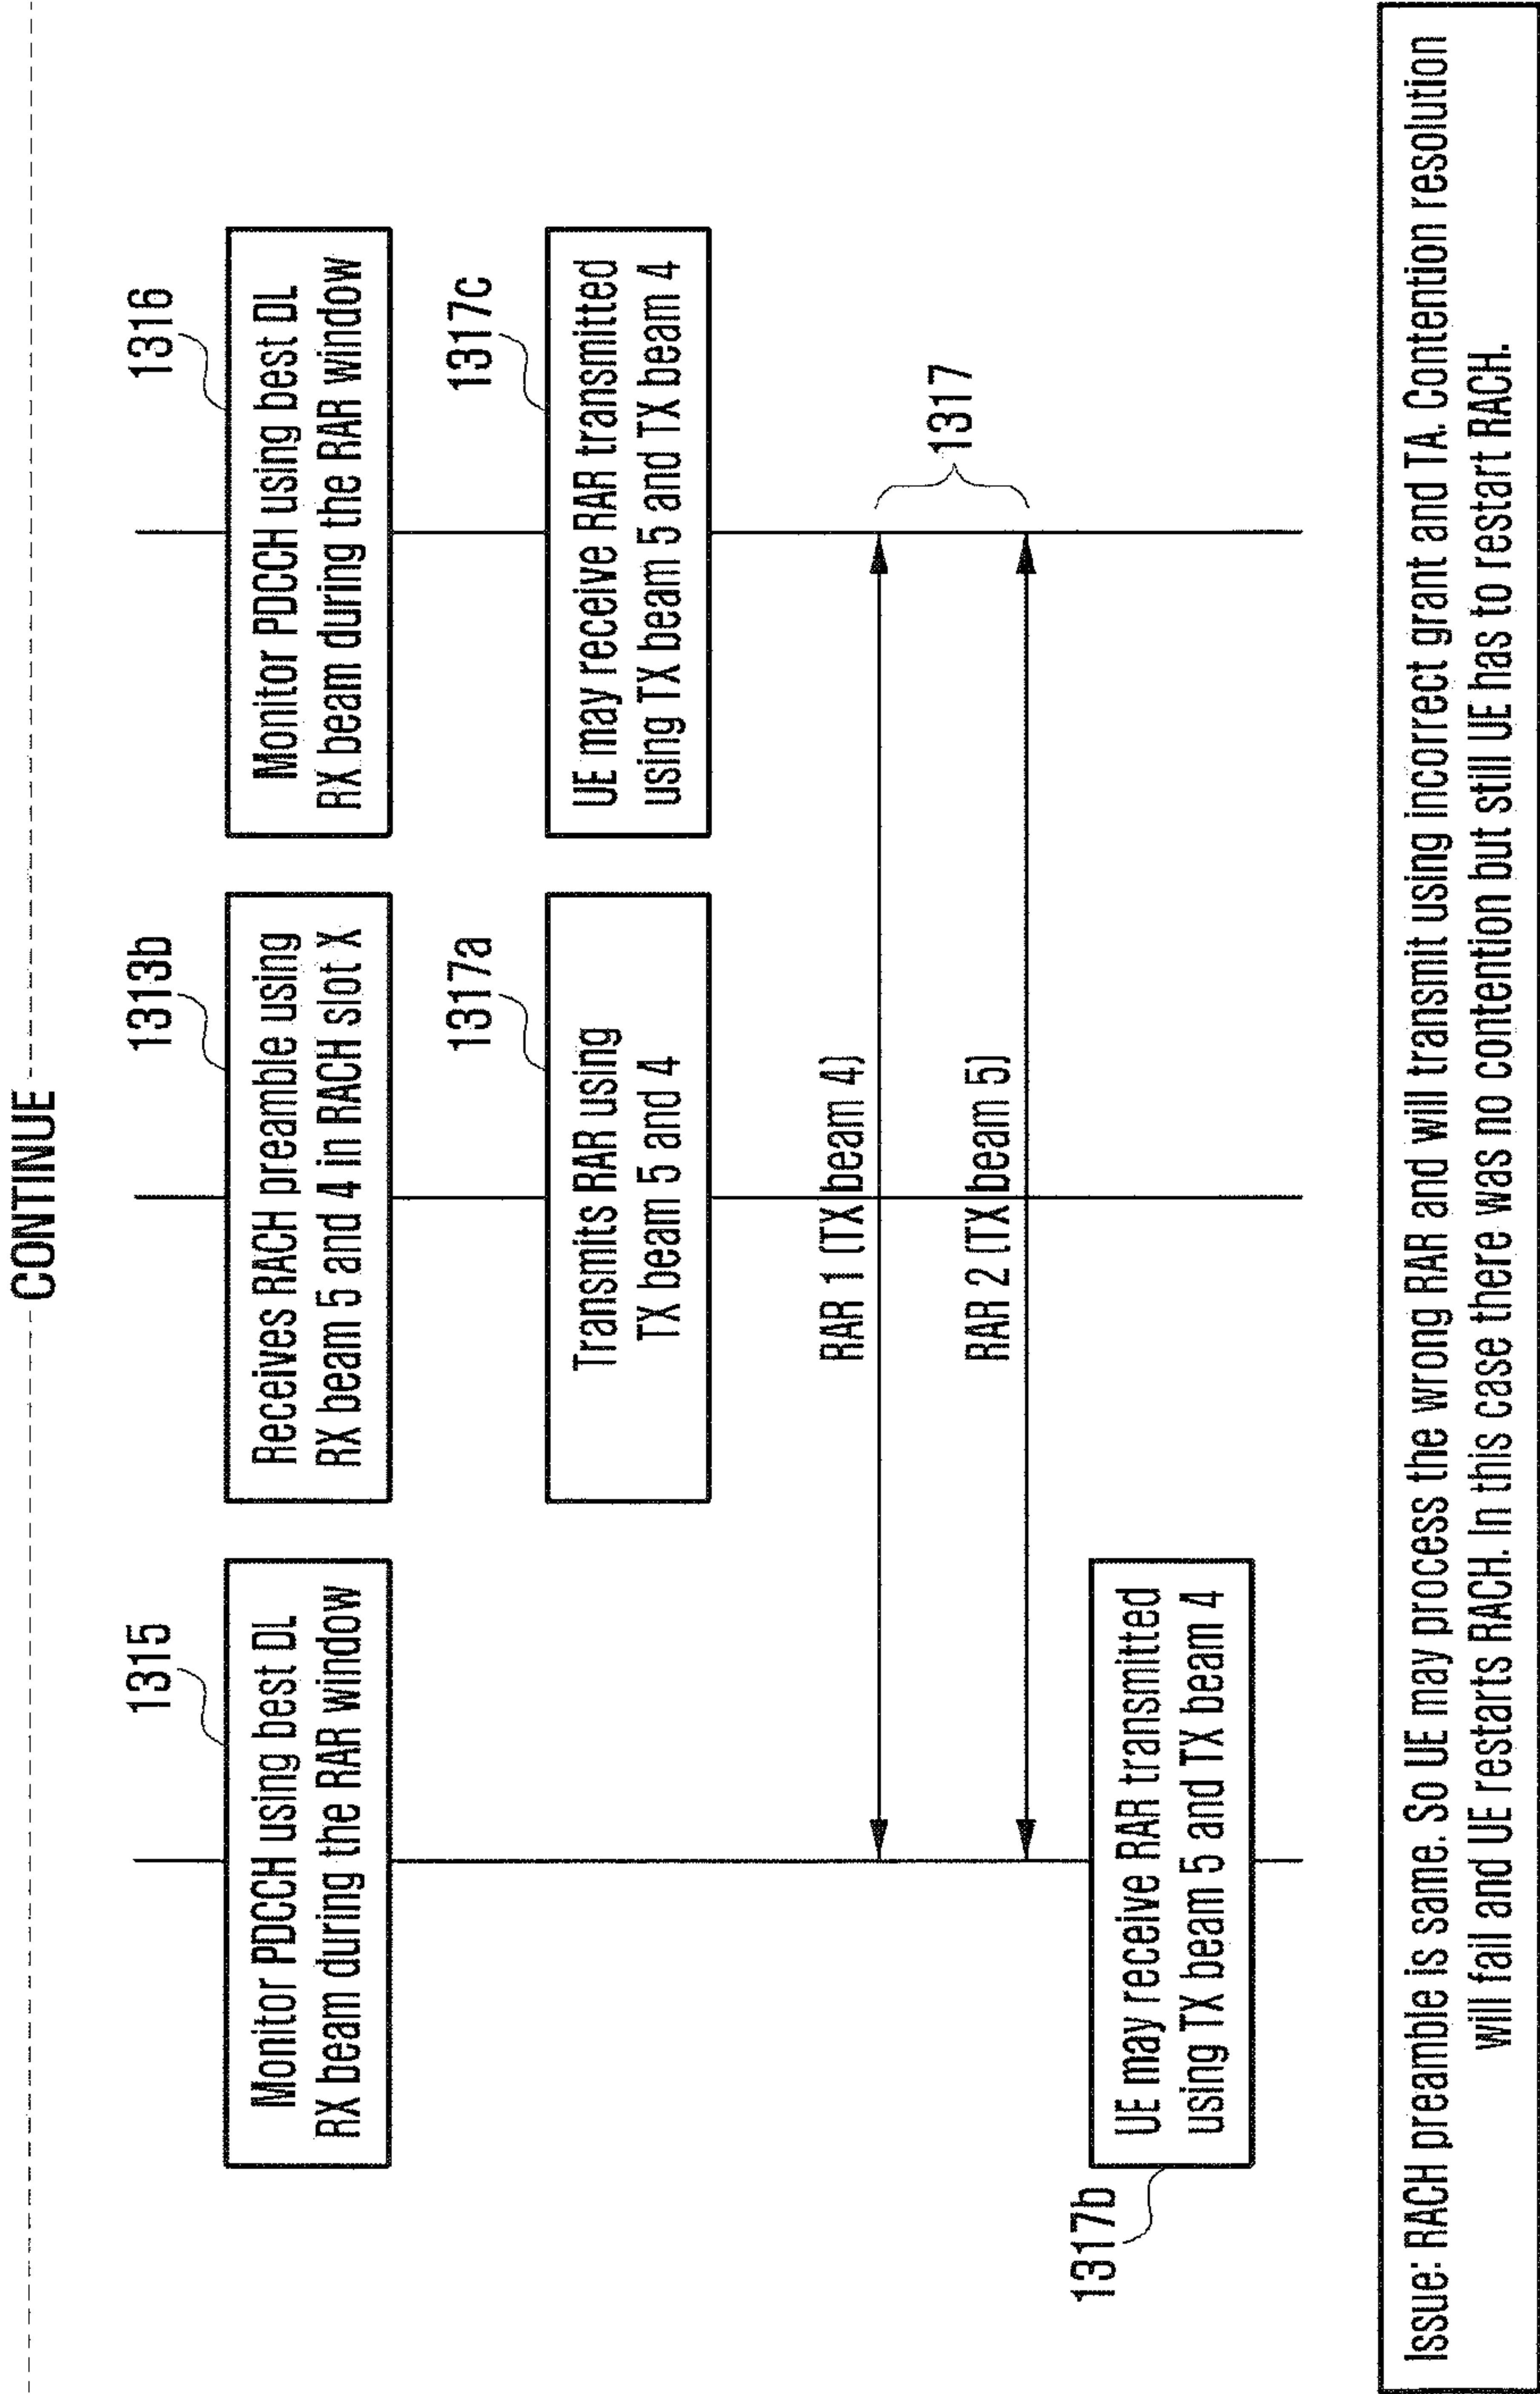 CONTINUE
1315
Monitor PDCCH using best DL
RX beam during the RAR window
1313b
Receives RACH preamble using
RX beam 5 and 4 in RACH slot X
1316
Monitor PDCCH using best DL
RX beam during the RAR window
1317a
Transmits RAR using
TX beam 5 and 4
1317c
UE may receive RAR transmitted
using TX beam 5 and TX beam 4
RAR 1 (TX beam 4)
RAR 2 (TX beam 5)
1317
1317b
UE may receive RAR transmitted
using TX beam 5 and TX beam 4
Issue: RACH preamble is same. So UE may process the wrong RAR and will transmit using incorrect grant and TA. Contention resolution
will fail and UE restarts RACH. In this case there was no contention but still UE has to restart RACH.